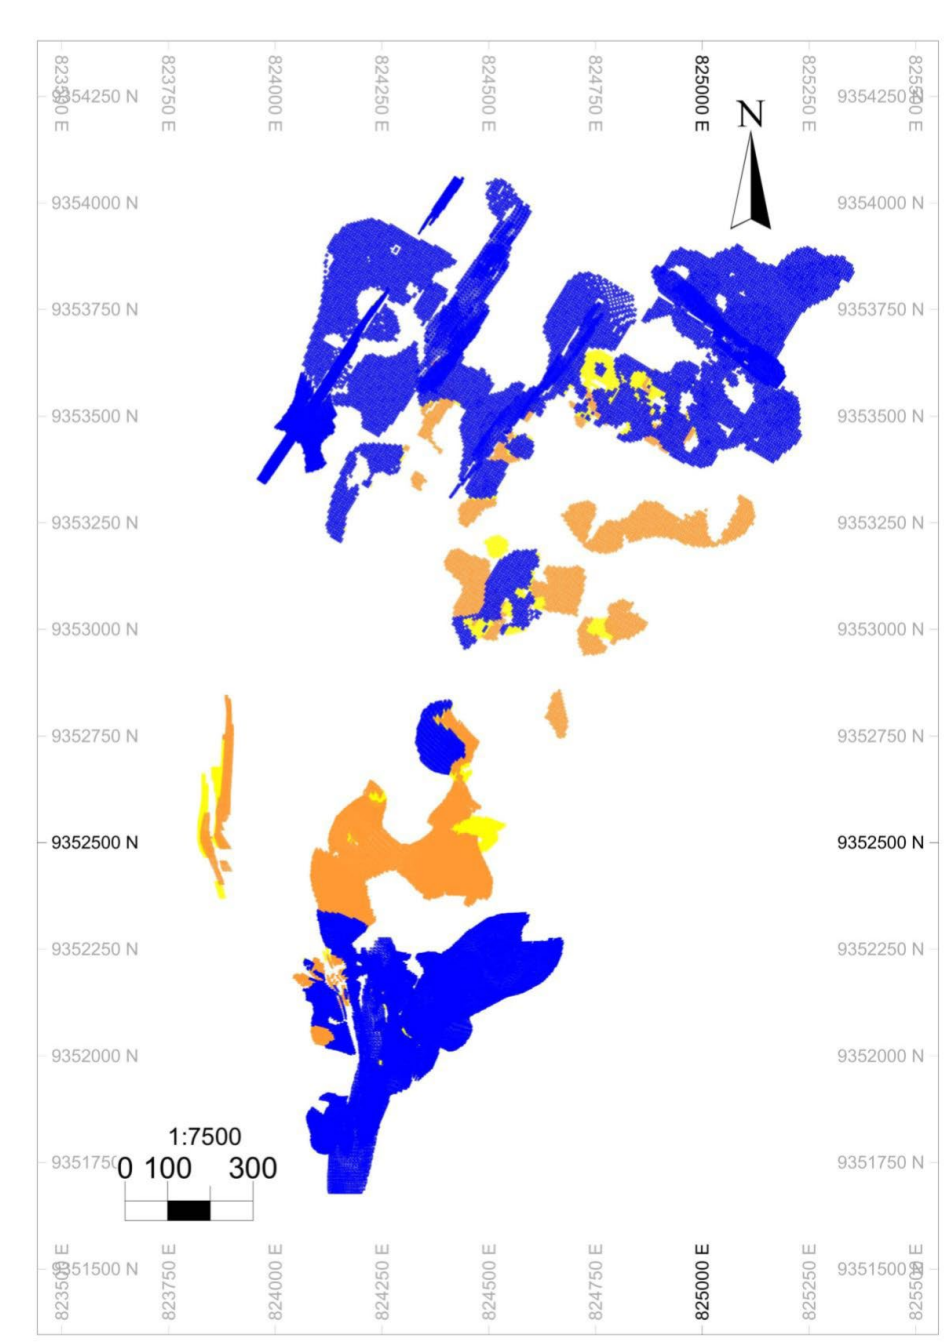 823500 E
823750 E
824000 E
824250 E
824500 E
824750 E
825000 E
825250 E
825500 E
9354250 N
9354250 N
N
9354000 N
9354000 N
9353750 N
9353750 N
9353500 N
9353500 N
9353250 N
9353250 N
9353000 N
9353000 N
9352750 N
9352750 N
9352500 N
9352500 N
9352250 N
9352250 N
9352000 N
9352000 N
1:7500
9351750
9351750 N
0 100 300
9351500 N
9351500 N
823500 E
823750 E
824000 E
824250 E
824500 E
824750 E
825000 E
825250 E
825500 E